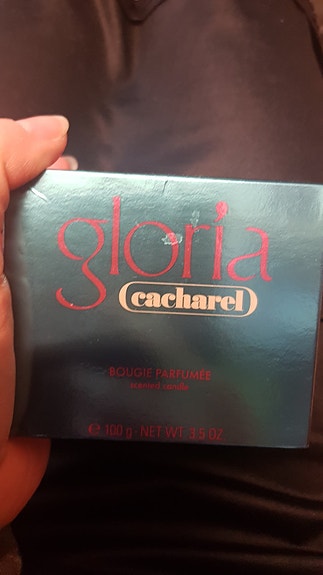 gloria
cacharel
BOUGIE PARFUMÉE
scented candle
e 100 g - NET WT 3.5 OZ